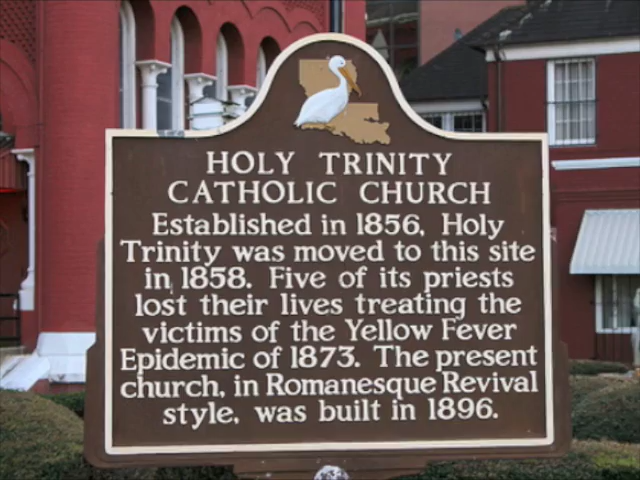 HOLY TRINITY
CATHOLIC CHURCH
Established in 1856, Holy
Trinity was moved to this site
in 1858. Five of its priests
lost their lives treating the
victims of the Yellow Fever
Epidemic of 1873. The present
church, in Romanesque Revival
style, was built in 1896.